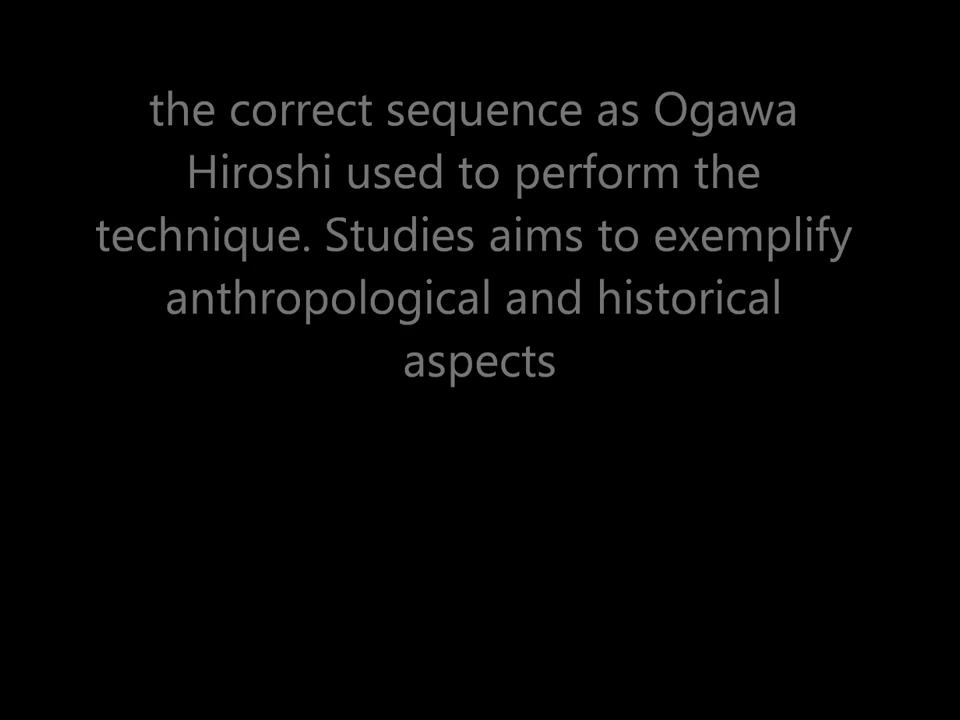 the correct sequence as Ogawa
Hiroshi used to perform the
technique. Studies aims to exemplify
anthropological and historical
aspects